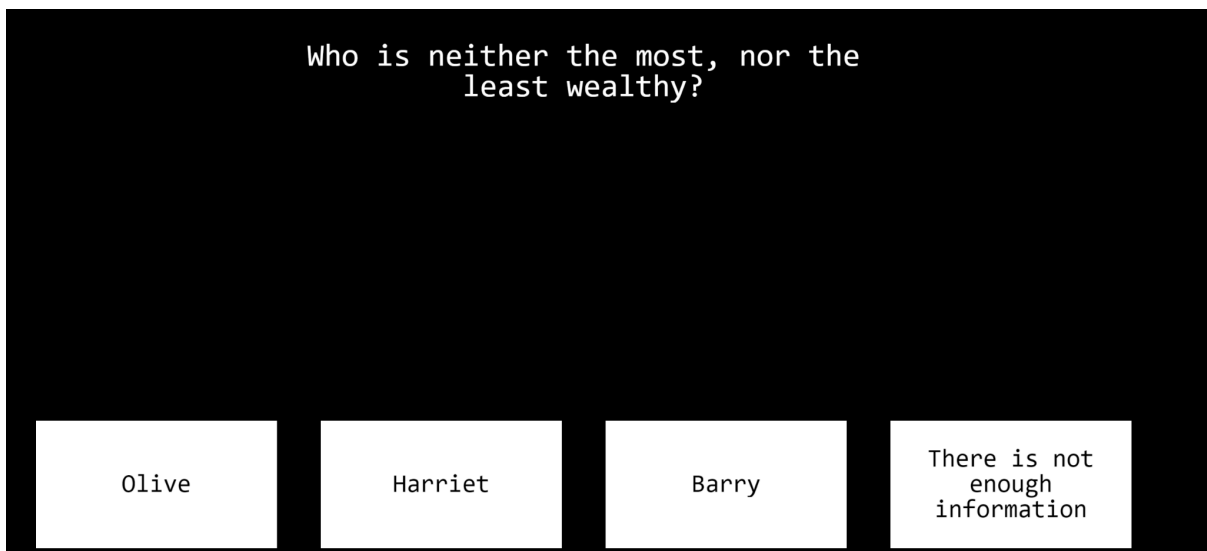 Who is neither the most, nor the
least wealthy?
Olive
Harriet
Barry
There is not
enough
information